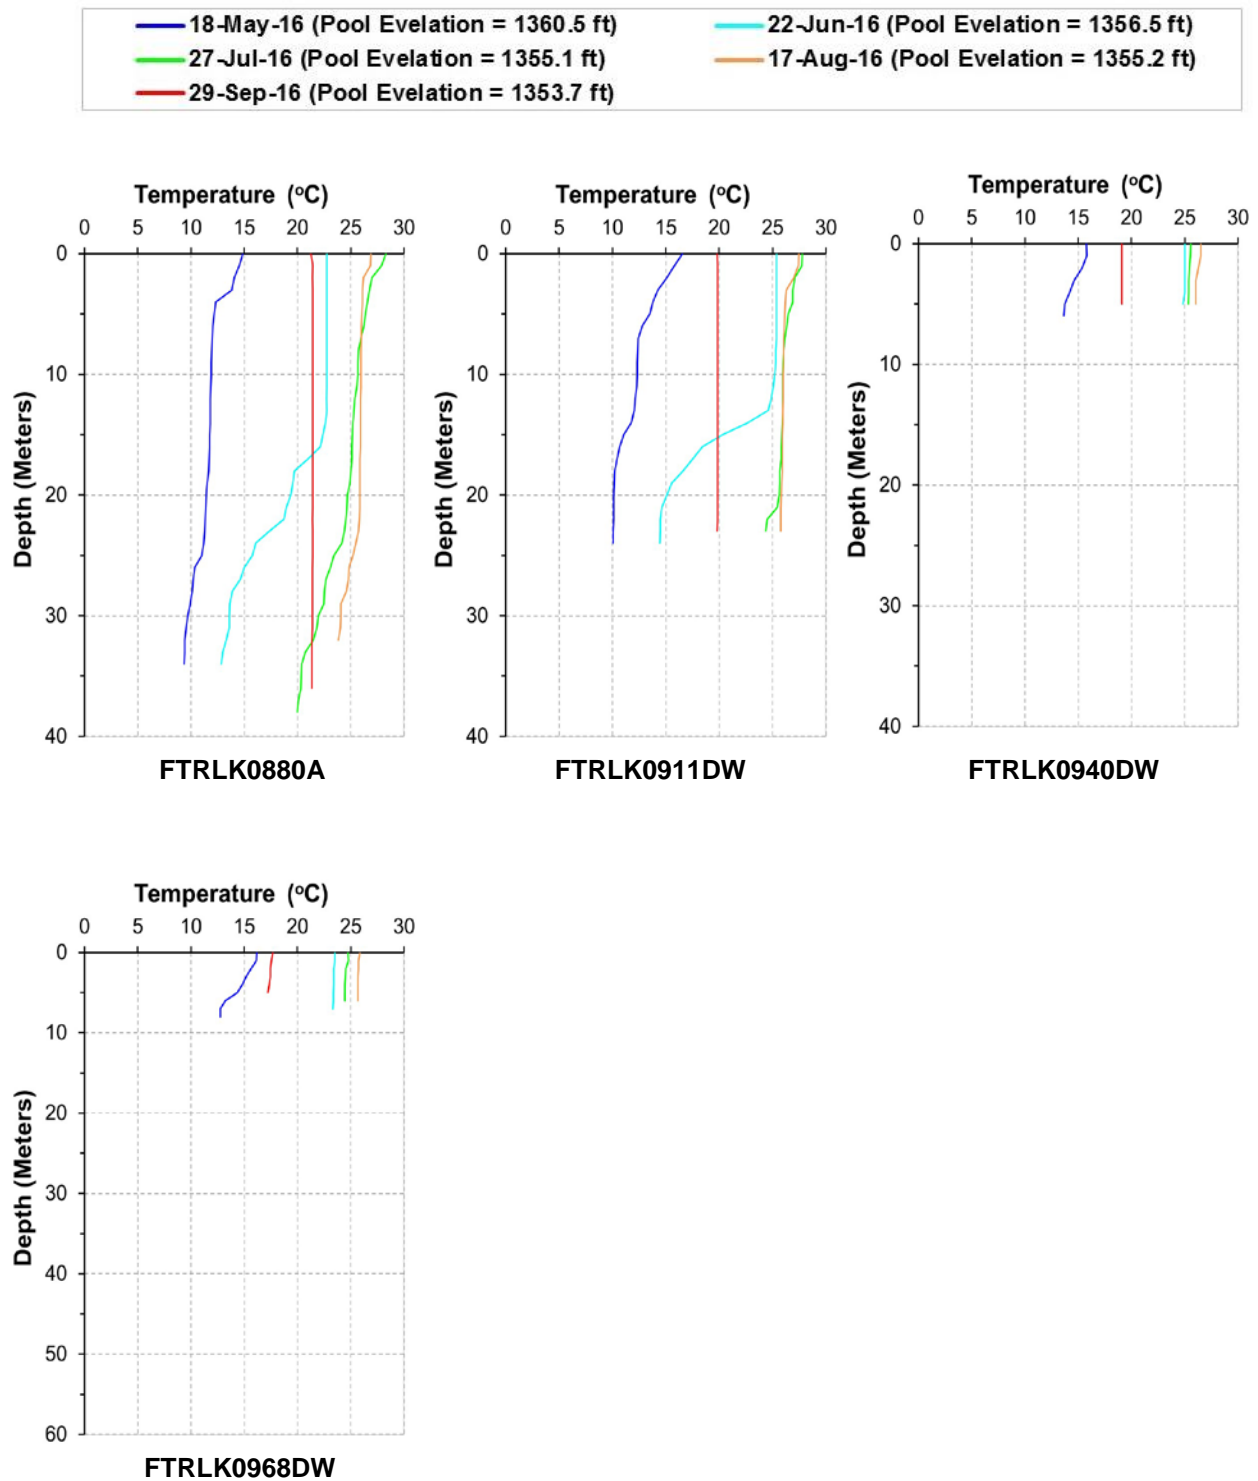 18-May-16 (Pool Evelation = 1360.5 ft)
22-Jun-16 (Pool Evelation = 1356.5 ft)
27-Jul-16 (Pool Evelation = 1355.1 ft)
17-Aug-16 (Pool Evelation = 1355.2 ft)
29-Sep-16 (Pool Evelation = 1353.7 ft)
Temperature (°C)
0 5 10 15 20 25 30
0
10
20
30
40
Depth (Meters)
FTRLK0880A
Temperature (°C)
0 5 10 15 20 25 30
0
10
20
30
40
Depth (Meters)
FTRLK0911DW
Temperature (°C)
0 5 10 15 20 25 30
0
10
20
30
40
Depth (Meters)
FTRLK0940DW
Temperature (°C)
0 5 10 15 20 25 30
0
10
20
30
40
50
60
Depth (Meters)
FTRLK0968DW